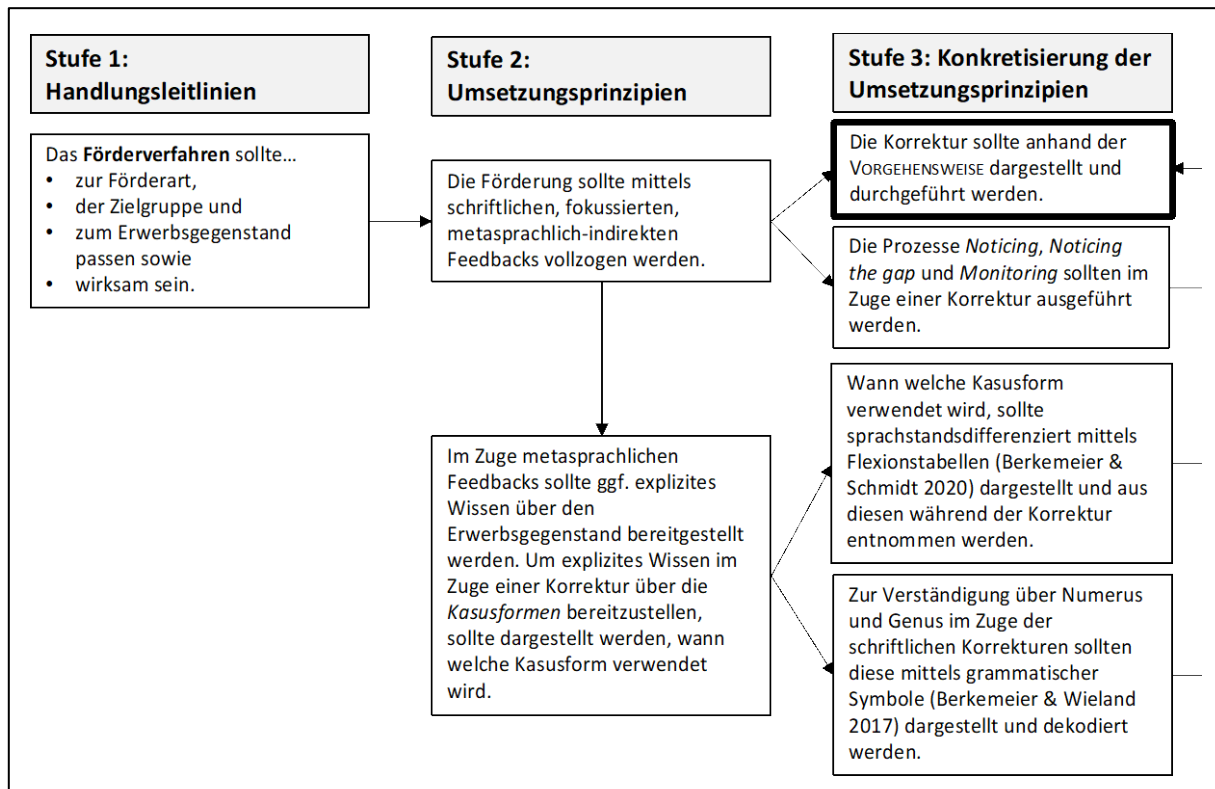 Stufe 1:
Handlungsleitlinien
Das Förderverfahren sollte…
• zur Förderart,
• der Zielgruppe und
• zum Erwerbsgegenstand
passen sowie
• wirksam sein.
Stufe 2:
Umsetzungsprinzipien
Die Förderung sollte mittels
schriftlichen, fokussierten,
metasprachlich-indirekten
Feedbacks vollzogen werden.
Im Zuge metasprachlichen
Feedbacks sollte ggf. explizites
Wissen über den
Erwerbsgegenstand bereitgestellt
werden. Um explizites Wissen im
Zuge einer Korrektur über die
Kasusformen bereitzustellen,
sollte dargestellt werden, wann
welche Kasusform verwendet
wird.
Stufe 3: Konkretisierung der
Umsetzungsprinzipien
Die Korrektur sollte anhand der
VORGEHENSWEISE dargestellt und
durchgeführt werden.
Die Prozesse Noticing, Noticing
the gap und Monitoring sollten im
Zuge einer Korrektur ausgeführt
werden.
Wann welche Kasusform
verwendet wird, sollte
sprachstandsdifferenziert mittels
Flexionstabellen (Berkemeier &
Schmidt 2020) dargestellt und aus
diesen während der Korrektur
entnommen werden.
Zur Verständigung über Numerus
und Genus im Zuge der
schriftlichen Korrekturen sollten
diese mittels grammatischer
Symbole (Berkemeier & Wieland
2017) dargestellt und dekodiert
werden.